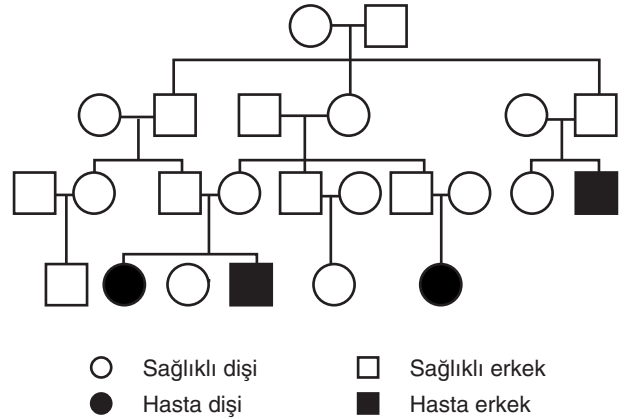 Sağlıklı dişi
Sağlıklı erkek
Hasta dişi
Hasta erkek